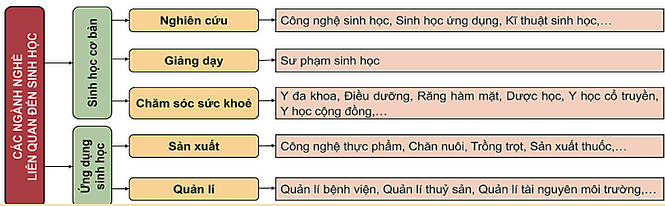 CÁC NGÀNH NGHỀ
LIÊN QUAN ĐẾN SINH HỌC
Sinh học cơ bản
Nghiên cứu
Công nghệ sinh học, Sinh học ứng dụng, Kĩ thuật sinh học,...
Giảng dạy
Sư phạm sinh học
Chăm sóc sức khoẻ
Y đa khoa, Điều dưỡng, Răng hàm mặt, Dược học, Y học cổ truyền,
Y học cộng đồng,...
Ứng dụng
sinh học
Sản xuất
Công nghệ thực phẩm, Chăn nuôi, Trồng trọt, Sản xuất thuốc,...
Quản lí
Quản lí bệnh viện, Quản lí thuỷ sản, Quản lí tài nguyên môi trường,...